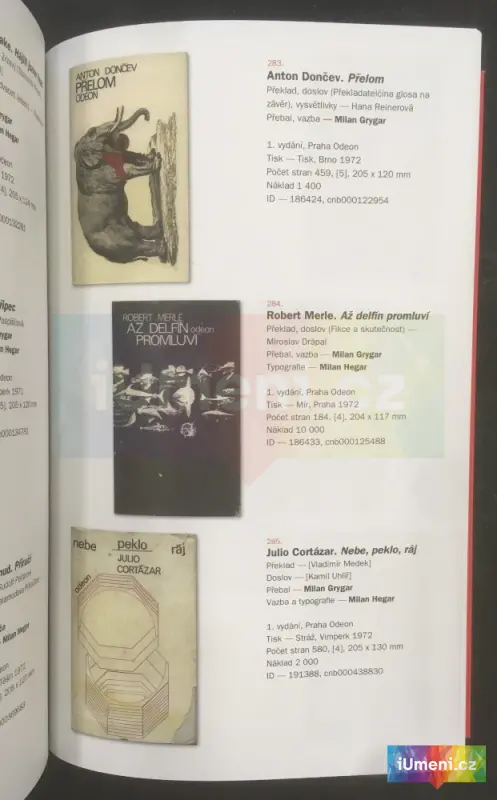 283.
Anton Dončev. Přelom
Překlad, doslov (Překladatelčina glosa na
závěr), vysvětlivky — Hana Reinerová
Přebal, vazba — Milan Grygar
1. vydání, Praha Odeon
Tisk — Tisk, Brno 1972
Počet stran 459, [5], 205 x 120 mm
Náklad 1 400
ID — 186424, cnb000122954
ANTON DONČEV
PŘELOM
ODEON
284.
Robert Merle. Až delfín promluví
Překlad, doslov (Fikce a skutečnost) —
Miroslav Drápal
Přebal, vazba — Milan Grygar
Typografie — Milan Hegar
1. vydání, Praha Odeon
Tisk — Mír, Praha 1972
Počet stran 184, [4], 204 x 117 mm
Náklad 10 000
ID — 186433, cnb000125488
ROBERT MERLE
AŽ DELFÍN odeon
PROMLUVÍ
285.
Julio Cortázar. Nebe, peklo, ráj
Překlad — [Vladimír Medek]
Doslov — [Kamil Uhlíř]
Přebal — Milan Grygar
Vazba a typografie — Milan Hegar
1. vydání, Praha Odeon
Tisk — Stráž, Vimperk 1972
Počet stran 580, [4], 205 x 130 mm
Náklad 2 000
ID — 191388, cnb000438830
nebe peklo ráj
JULIO
CORTÁZAR
odeon
iUmeni.cz
iUmeni.cz